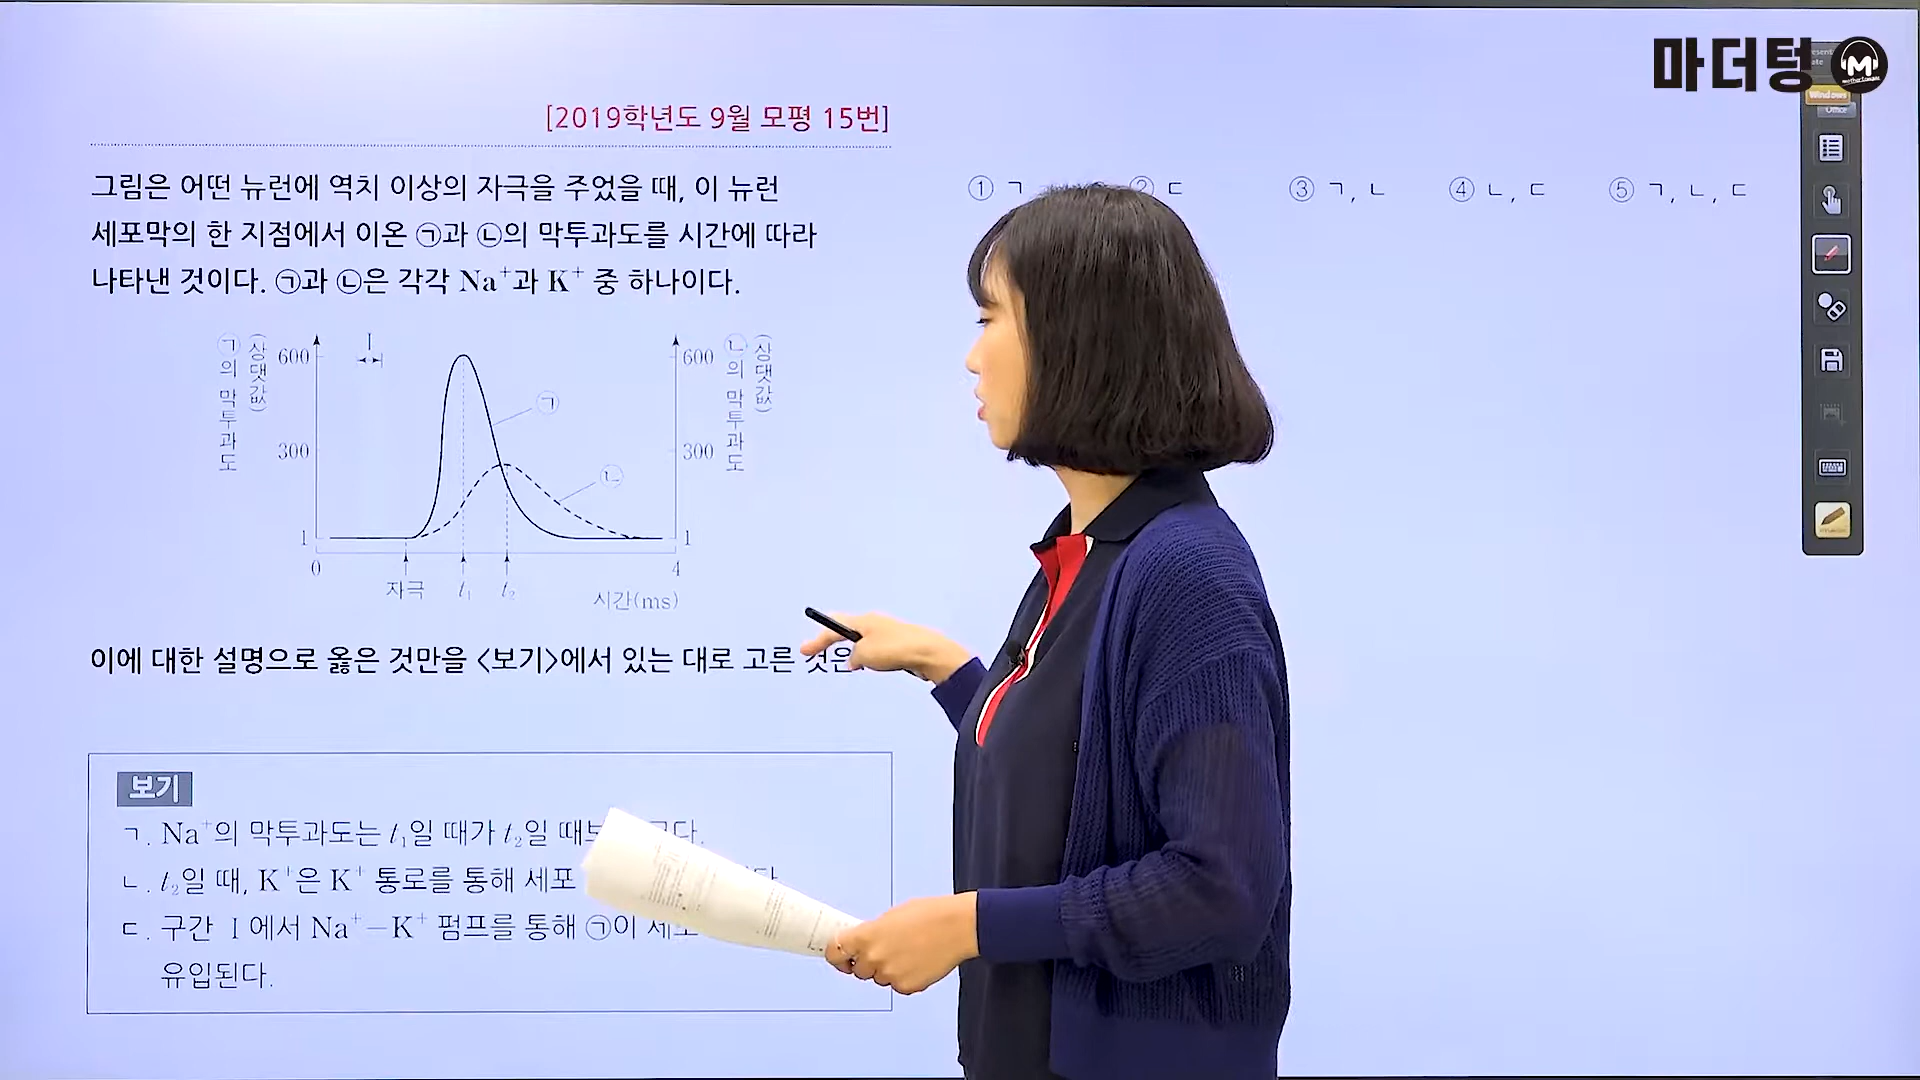 마더텅
[2019학년도 9월 모평 15번]
그림은 어떤 뉴런에 역치 이상의 자극을 주었을 때, 이 뉴런
세포막의 한 지점에서 이온 ㉠과 ㉡의 막투과도를 시간에 따라
나타낸 것이다. ㉠과 ㉡은 각각 Na⁺과 K⁺ 중 하나이다.
㉠의 막투과도 (상댓값)
600
300
1
I
㉠
㉡
600
300
1
㉡의 막투과도 (상댓값)
0
4
자극 t₁ t₂
시간(ms)
이에 대한 설명으로 옳은 것만을 <보기>에서 있는 대로 고른 것은
보기
ㄱ. Na⁺의 막투과도는 t₁일 때가 t₂일 때
ㄴ. t₂일 때, K⁺은 K⁺ 통로를 통해 세포
ㄷ. 구간 I에서 Na⁺-K⁺ 펌프를 통해 ㉠이
유입된다.
① ㄱ ② ㄷ ③ ㄱ, ㄴ ④ ㄴ, ㄷ ⑤ ㄱ, ㄴ, ㄷ
Windows